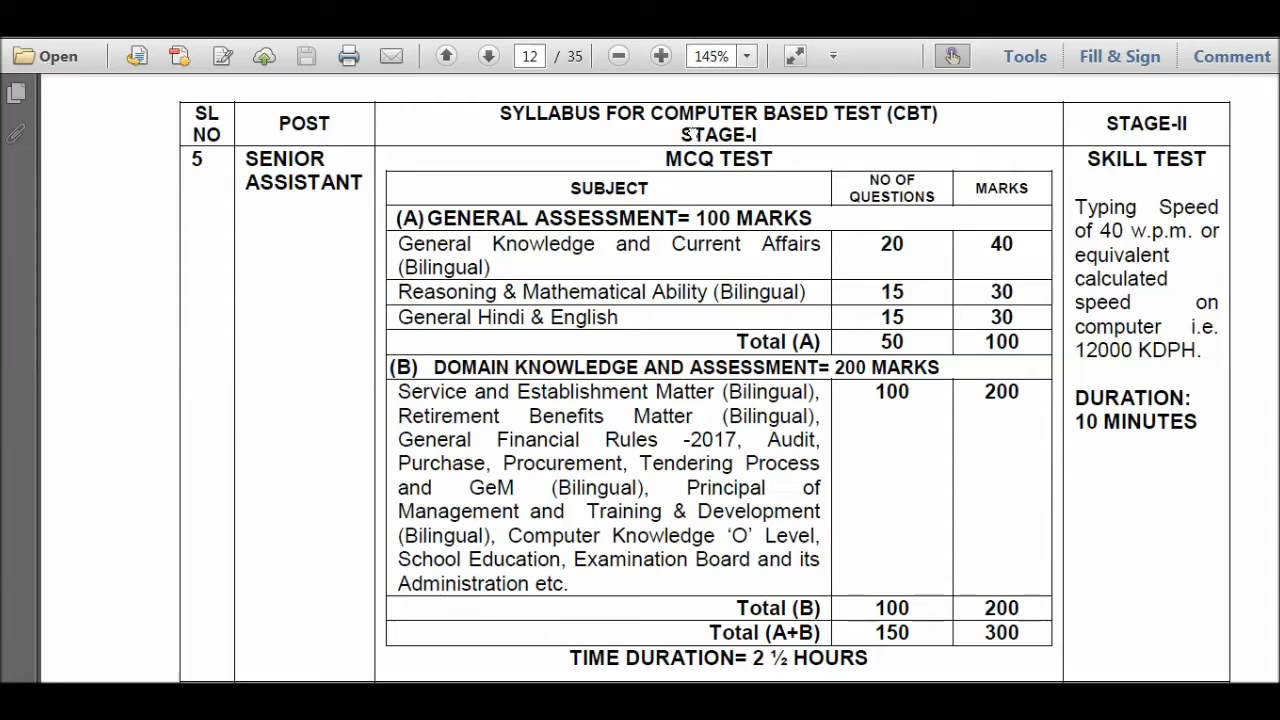 Open
12 / 35
145%
Tools
Fill & Sign
Comment
SL NO
POST
SYLLABUS FOR COMPUTER BASED TEST (CBT)
STAGE-I
STAGE-II
5
SENIOR
ASSISTANT
MCQ TEST
SUBJECT
NO OF
QUESTIONS
MARKS
(A) GENERAL ASSESSMENT= 100 MARKS
General Knowledge and Current Affairs
(Bilingual)
20
40
Reasoning & Mathematical Ability (Bilingual)
15
30
General Hindi & English
15
30
Total (A)
50
100
(B) DOMAIN KNOWLEDGE AND ASSESSMENT= 200 MARKS
Service and Establishment Matter (Bilingual),
Retirement Benefits Matter (Bilingual),
General Financial Rules -2017, Audit,
Purchase, Procurement, Tendering Process
and GeM (Bilingual), Principal of
Management and Training & Development
(Bilingual), Computer Knowledge ‘O’ Level,
School Education, Examination Board and its
Administration etc.
100
200
Total (B)
100
200
Total (A+B)
150
300
TIME DURATION= 2 ½ HOURS
SKILL TEST
Typing Speed
of 40 w.p.m. or
equivalent
calculated
speed on
computer i.e.
12000 KDPH.
DURATION:
10 MINUTES